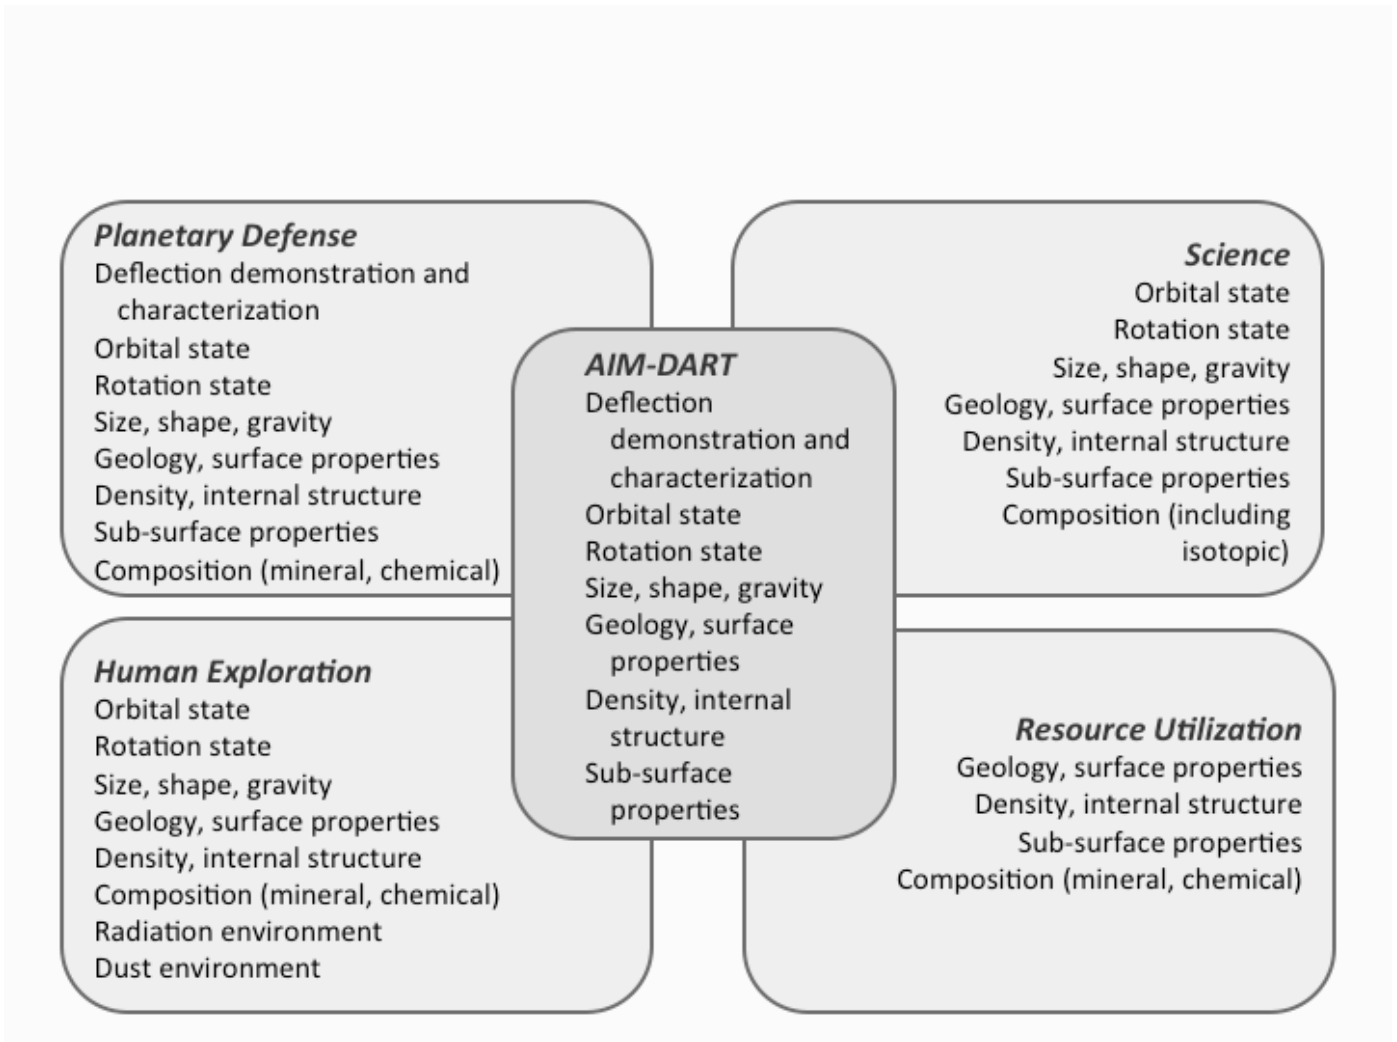 Planetary Defense
Deflection demonstration and
characterization
Orbital state
Rotation state
Size, shape, gravity
Geology, surface properties
Density, internal structure
Sub-surface properties
Composition (mineral, chemical)
Science
Orbital state
Rotation state
Size, shape, gravity
Geology, surface properties
Density, internal structure
Sub-surface properties
Composition (including
isotopic)
AIM-DART
Deflection
demonstration and
characterization
Orbital state
Rotation state
Size, shape, gravity
Geology, surface
properties
Density, internal
structure
Sub-surface
properties
Human Exploration
Orbital state
Rotation state
Size, shape, gravity
Geology, surface properties
Density, internal structure
Composition (mineral, chemical)
Radiation environment
Dust environment
Resource Utilization
Geology, surface properties
Density, internal structure
Sub-surface properties
Composition (mineral, chemical)